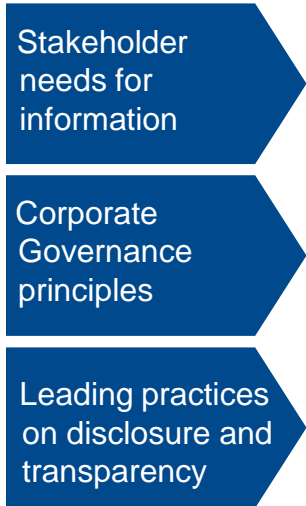 Stakeholder
needs for
information
Corporate
Governance
principles
Leading practices
on disclosure and
transparency